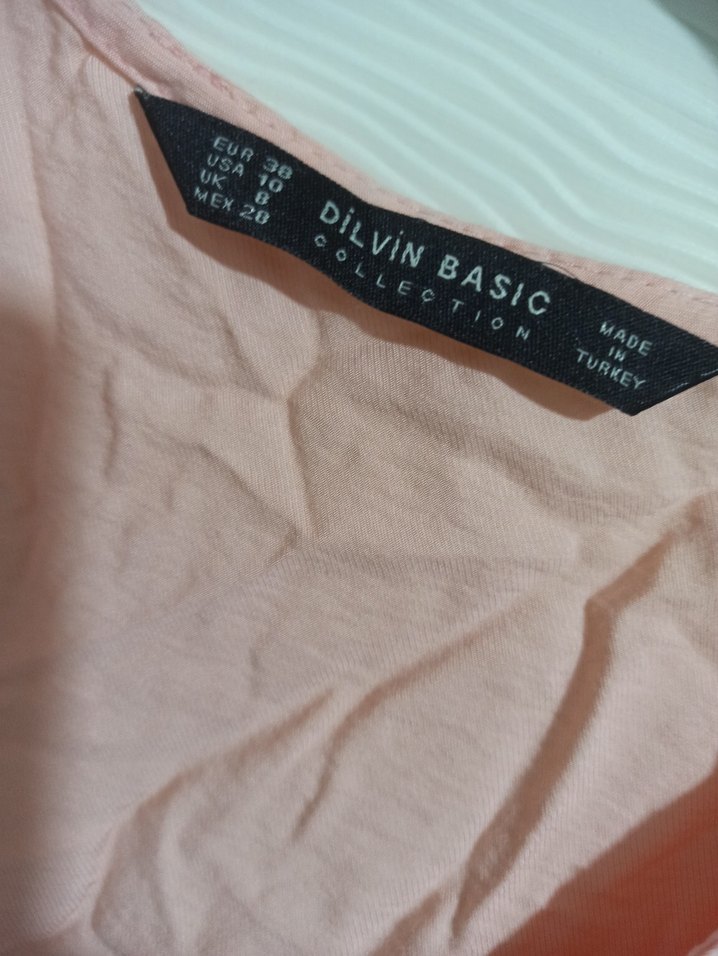 EUR 38
USA 10
UK 8
MEX 28
DİLVİN BASIC
COLLECTION
MADE
IN
TURKEY